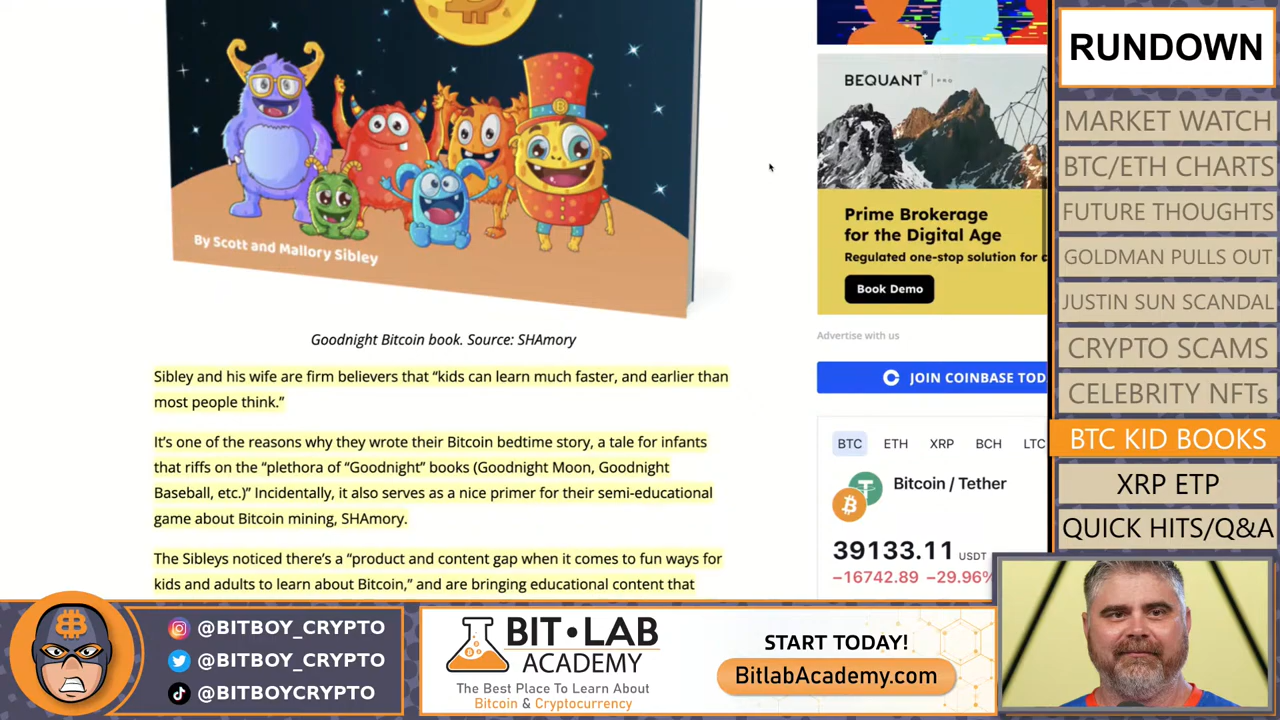 By Scott and Mallory Sibley
Goodnight Bitcoin book. Source: SHAmory
Sibley and his wife are firm believers that “kids can learn much faster, and earlier than
most people think.”
It’s one of the reasons why they wrote their Bitcoin bedtime story, a tale for infants
that riffs on the “plethora of “Goodnight” books (Goodnight Moon, Goodnight
Baseball, etc.)” Incidentally, it also serves as a nice primer for their semi-educational
game about Bitcoin mining, SHAmory.
The Sibleys noticed there’s a “product and content gap when it comes to fun ways for
kids and adults to learn about Bitcoin,” and are bringing educational content that
BEQUANT® PRO
Prime Brokerage
for the Digital Age
Regulated one-stop solution for
Book Demo
Advertise with us
JOIN COINBASE TOD
BTC ETH XRP BCH LTC
Bitcoin / Tether
39133.11 USDT
−16742.89 −29.96%
RUNDOWN
MARKET WATCH
BTC/ETH CHARTS
FUTURE THOUGHTS
GOLDMAN PULLS OUT
JUSTIN SUN SCANDAL
CRYPTO SCAMS
CELEBRITY NFTs
BTC KID BOOKS
XRP ETP
QUICK HITS/Q&A
@BITBOY_CRYPTO
@BITBOY_CRYPTO
@BITBOYCRYPTO
BIT•LAB
ACADEMY
The Best Place To Learn About
Bitcoin & Cryptocurrency
START TODAY!
BitlabAcademy.com